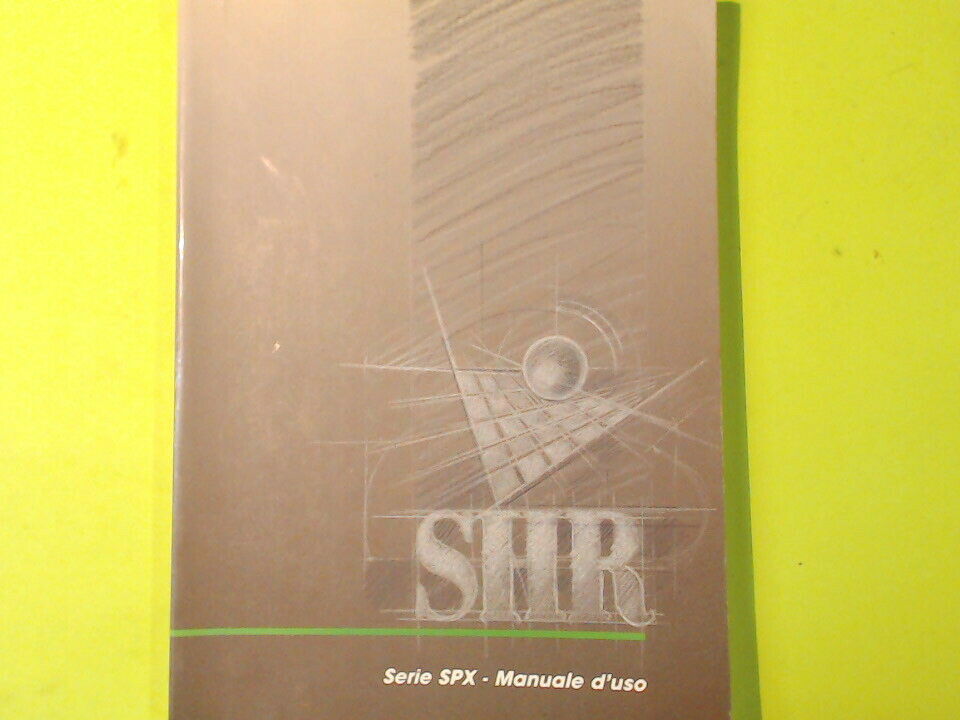 SHR
Serie SPX - Manuale d'uso